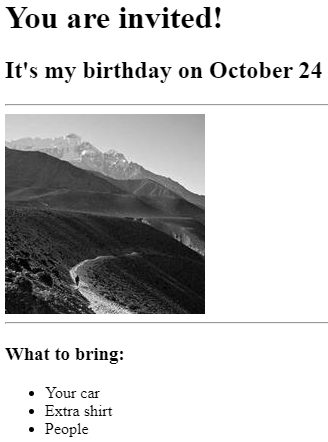 You are invited!
It's my birthday on October 24
What to bring:
Your car
Extra shirt
People